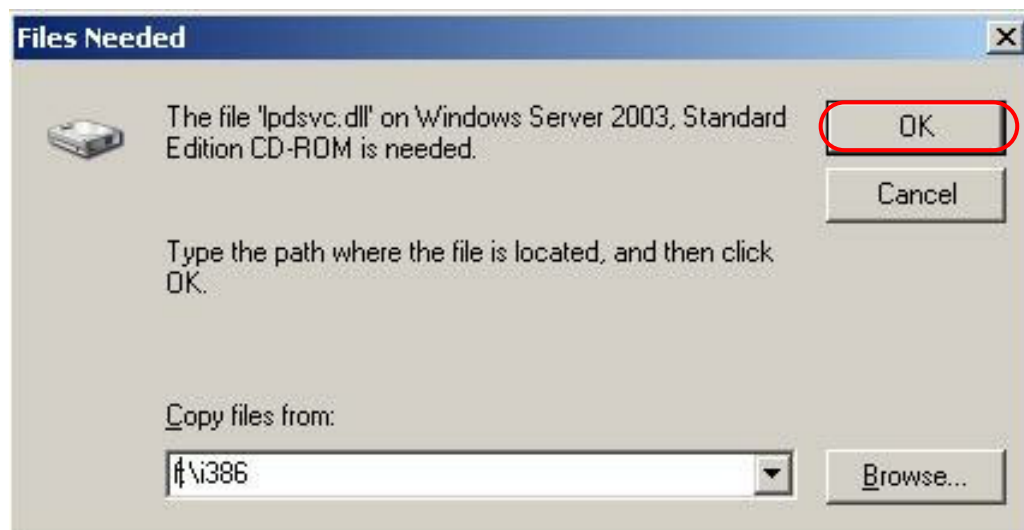 Files Needed
The file 'lpdsvc.dll' on Windows Server 2003, Standard
Edition CD-ROM is needed.
OK
Cancel
Type the path where the file is located, and then click
OK.
Copy files from:
f:\i386
Browse...